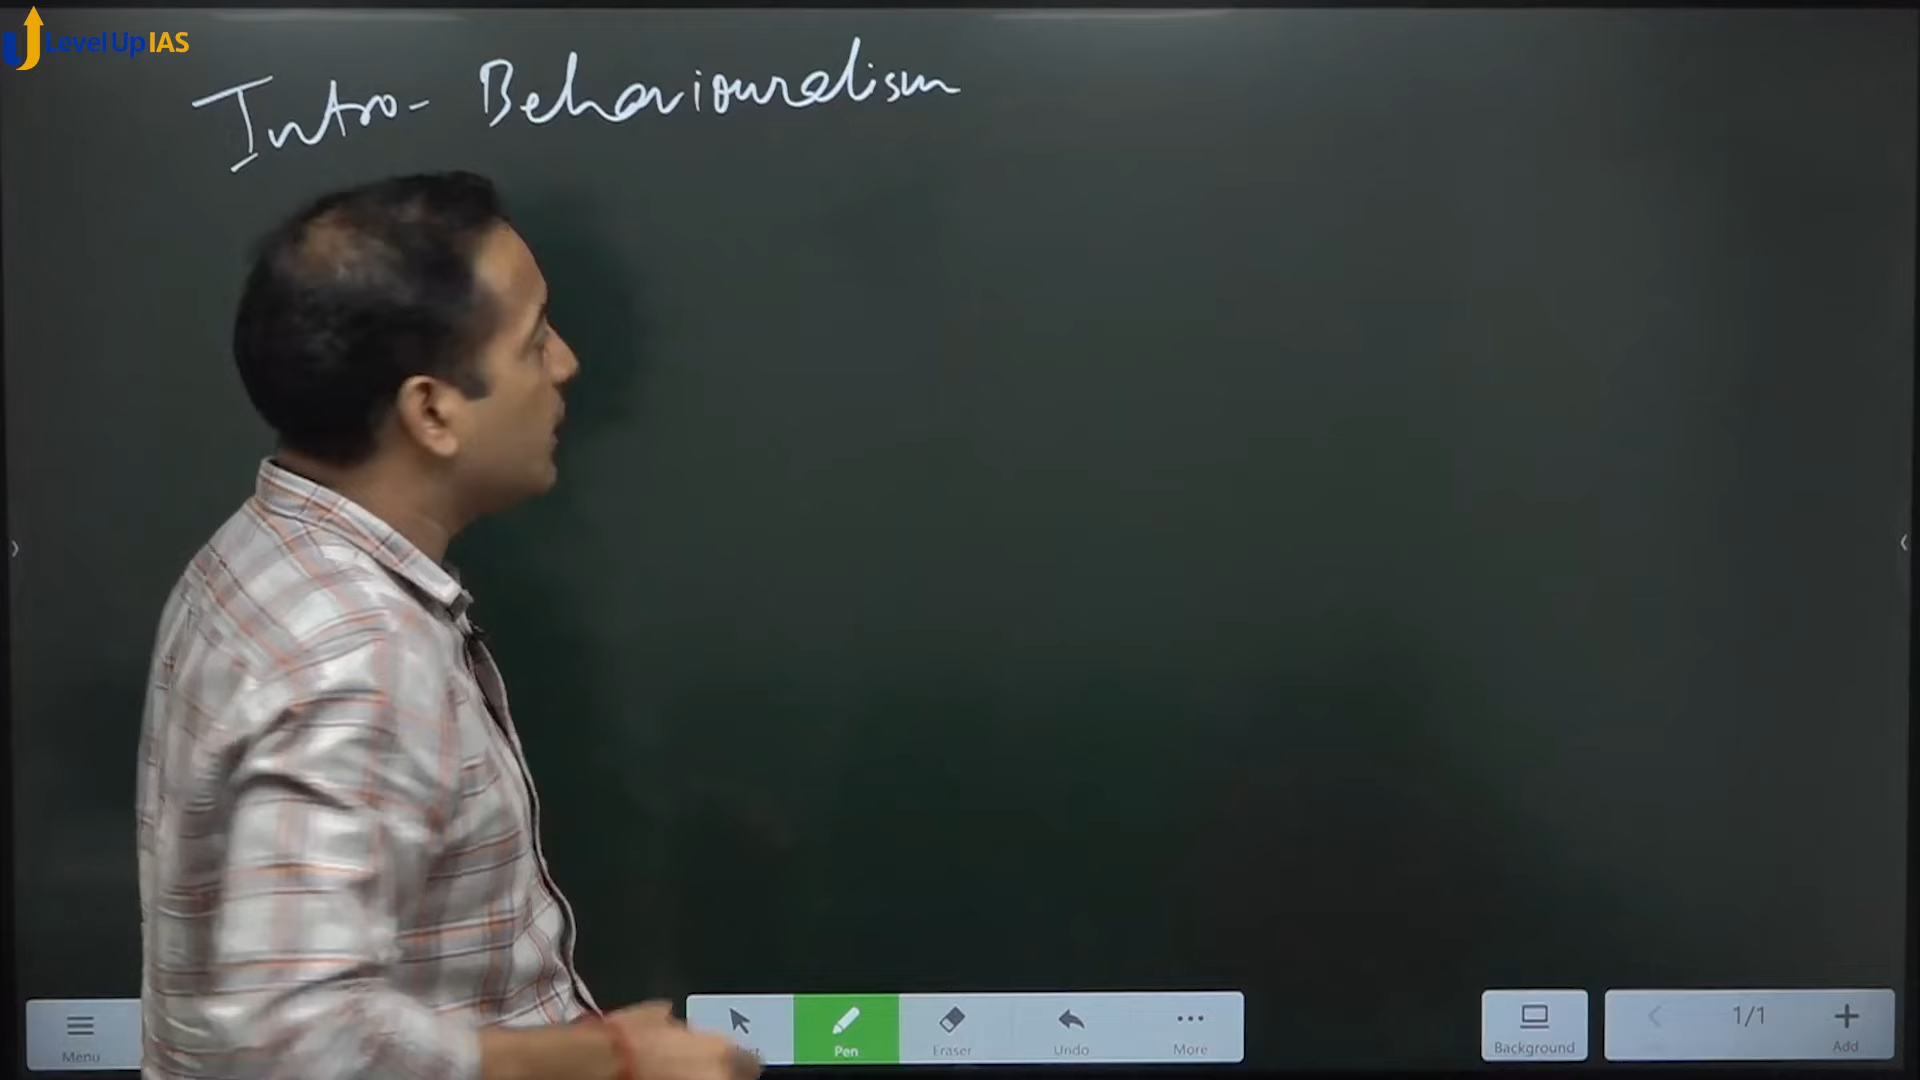 Level Up IAS
Intro- Behaviouralism
Menu
Pen
Eraser
Undo
More
Background
1/1
Add